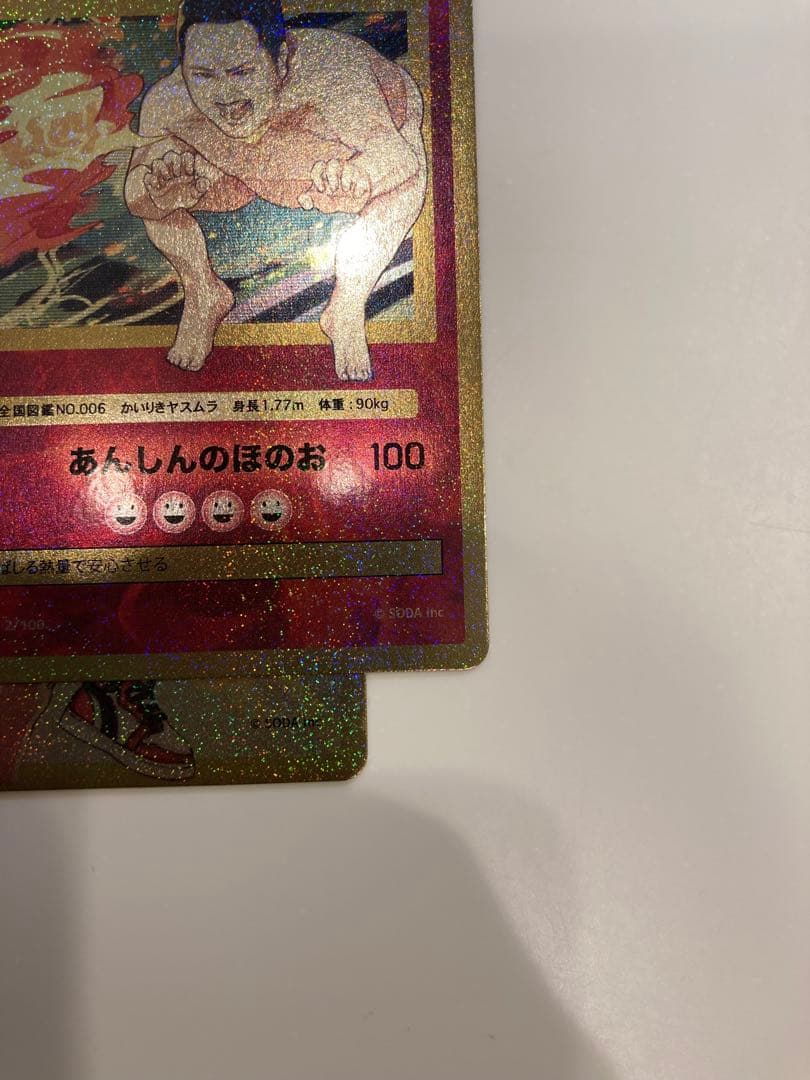 全国図鑑NO.006 かいりきヤスムラ 身長1.77m 体重:90kg
あんしんのほのお 100
ばしる熱量で安心させる
2/100
© SODA inc
© SODA inc